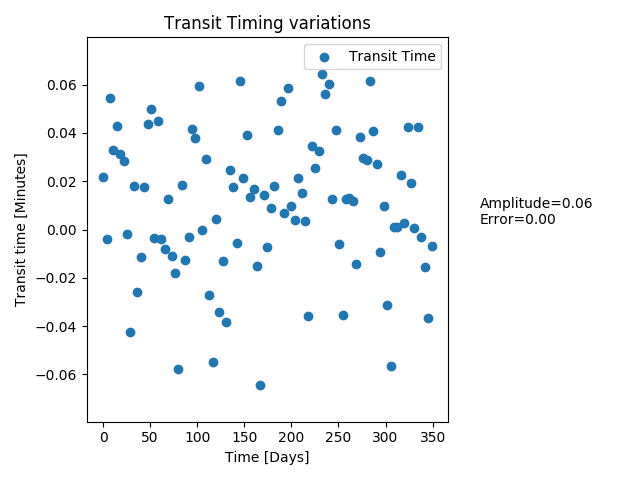 Transit Timing variations
Transit Time
0.06
0.04
0.02
0.00
−0.02
−0.04
−0.06
Transit time [Minutes]
0 50 100 150 200 250 300 350
Time [Days]
Amplitude=0.06
Error=0.00